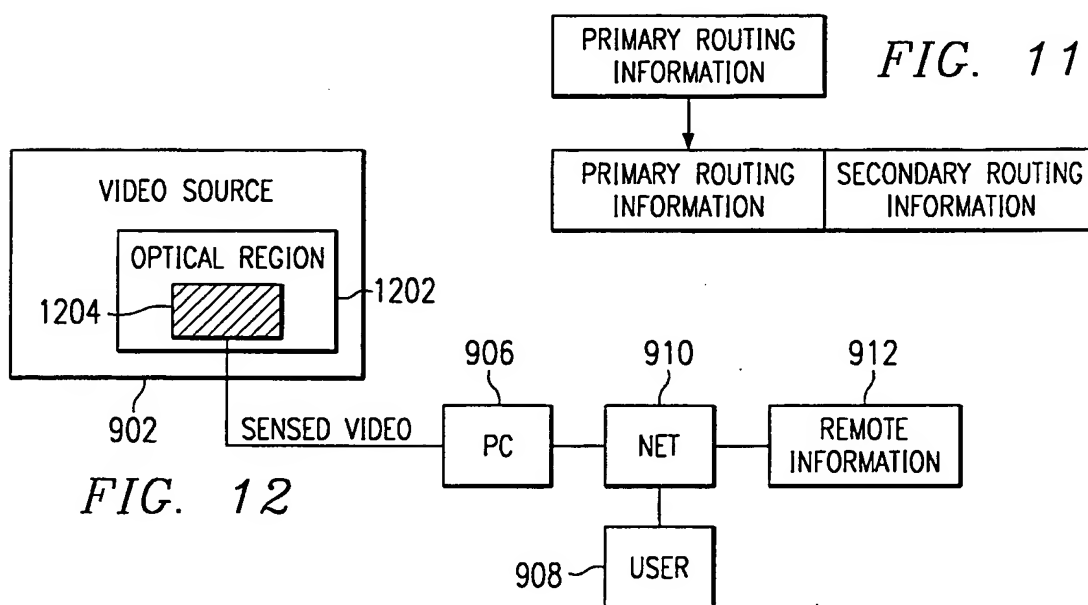 PRIMARY ROUTING
INFORMATION
FIG. 11
PRIMARY ROUTING
INFORMATION
SECONDARY ROUTING
INFORMATION
VIDEO SOURCE
OPTICAL REGION
1204
1202
902
SENSED VIDEO
906
PC
910
NET
912
REMOTE
INFORMATION
908
USER
FIG. 12